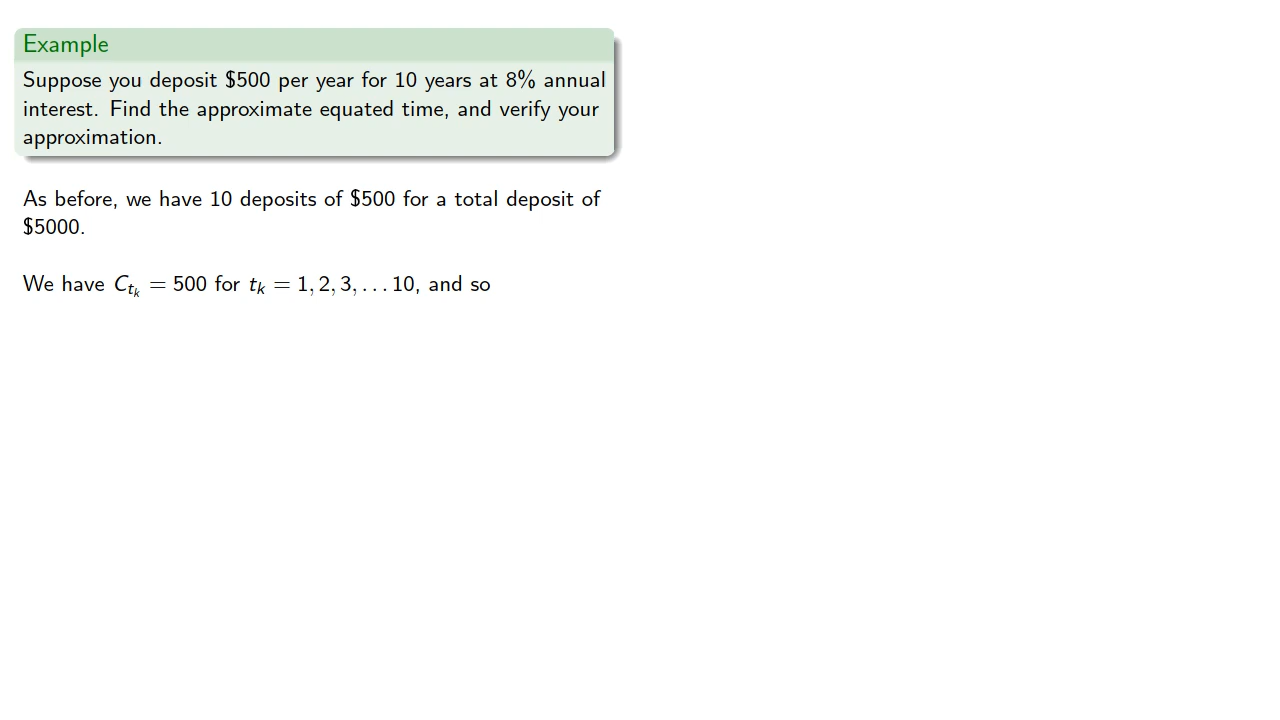 Example
Suppose you deposit $500 per year for 10 years at 8% annual
interest. Find the approximate equated time, and verify your
approximation.
As before, we have 10 deposits of $500 for a total deposit of
$5000.
We have $C_{t_k} = 500$ for $t_k = 1, 2, 3, \ldots 10$, and so